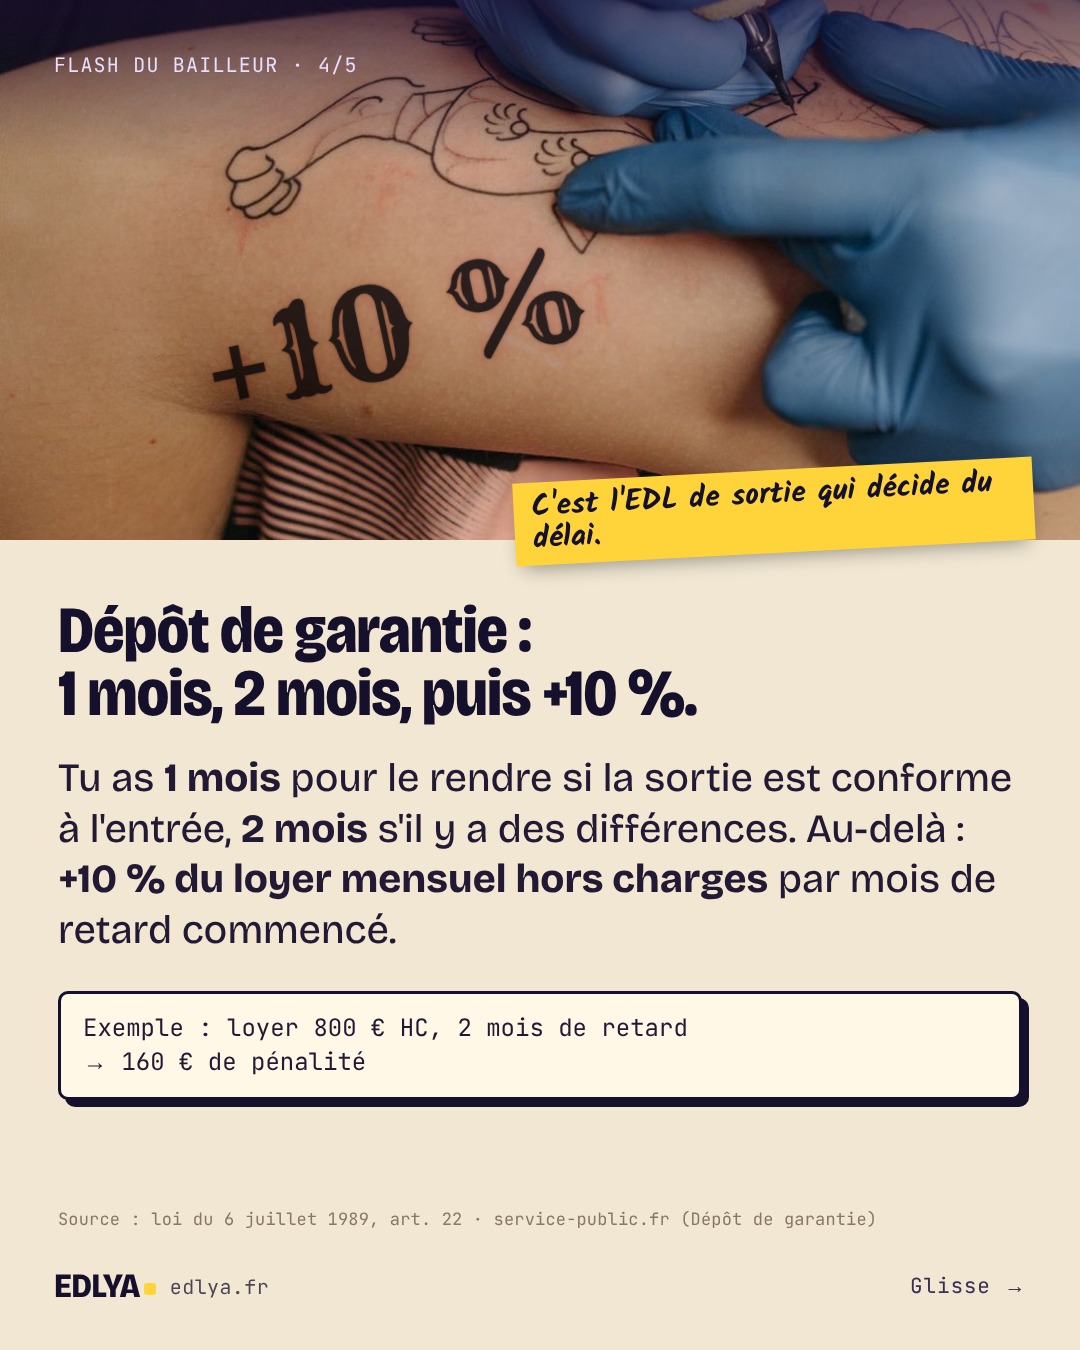 FLASH DU BAILLEUR · 4/5
+10 %
C'est l'EDL de sortie qui décide du
délai.
Dépôt de garantie :
1 mois, 2 mois, puis +10 %.
Tu as 1 mois pour le rendre si la sortie est conforme
à l'entrée, 2 mois s'il y a des différences. Au-delà :
+10 % du loyer mensuel hors charges par mois de
retard commencé.
Exemple : loyer 800 € HC, 2 mois de retard
→ 160 € de pénalité
Source : loi du 6 juillet 1989, art. 22 · service-public.fr (Dépôt de garantie)
EDLYA edlya.fr
Glisse →